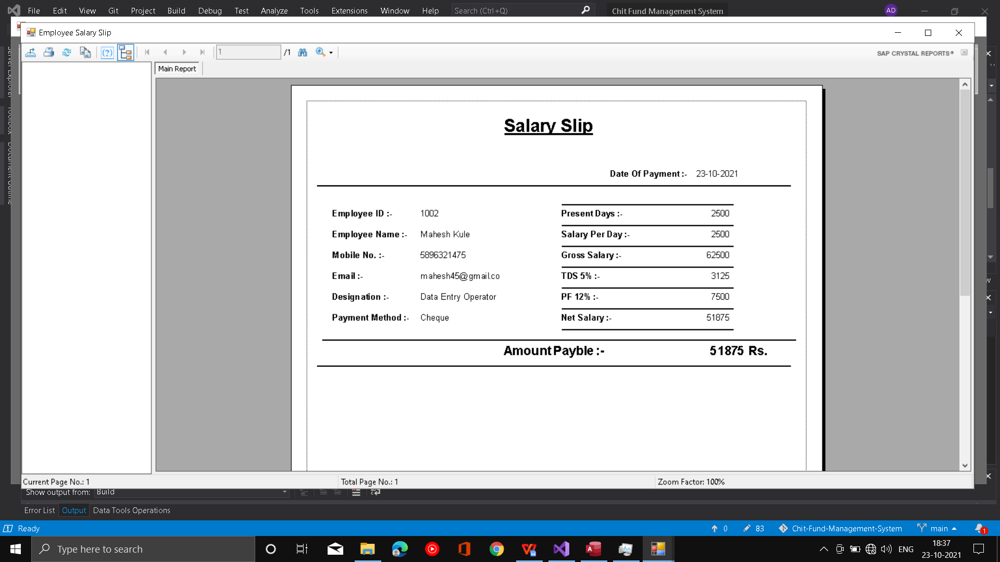 File Edit View Git Project Build Debug Test Analyze Tools Extensions Window Help Search (Ctrl+Q) Chit Fund Management System AD
Employee Salary Slip
1 /1 SAP CRYSTAL REPORTS®
Main Report
Server Explorer
Toolbox
Document Outline
Salary Slip
Date Of Payment :- 23-10-2021
Employee ID :- 1002 Present Days :- 2500
Employee Name :- Mahesh Kule Salary Per Day :- 2500
Mobile No. :- 5896321475 Gross Salary :- 62500
Email :- mahesh45@gmail.co TDS 5% :- 3125
Designation :- Data Entry Operator PF 12% :- 7500
Payment Method :- Cheque Net Salary :- 51875
Amount Payble :- 51875 Rs.
Current Page No.: 1 Total Page No.: 1 Zoom Factor: 100%
Show output from: Build
Error List Output Data Tools Operations
Ready 0 83 Chit-Fund-Management-System main 1
Type here to search ENG 18:37
23-10-2021